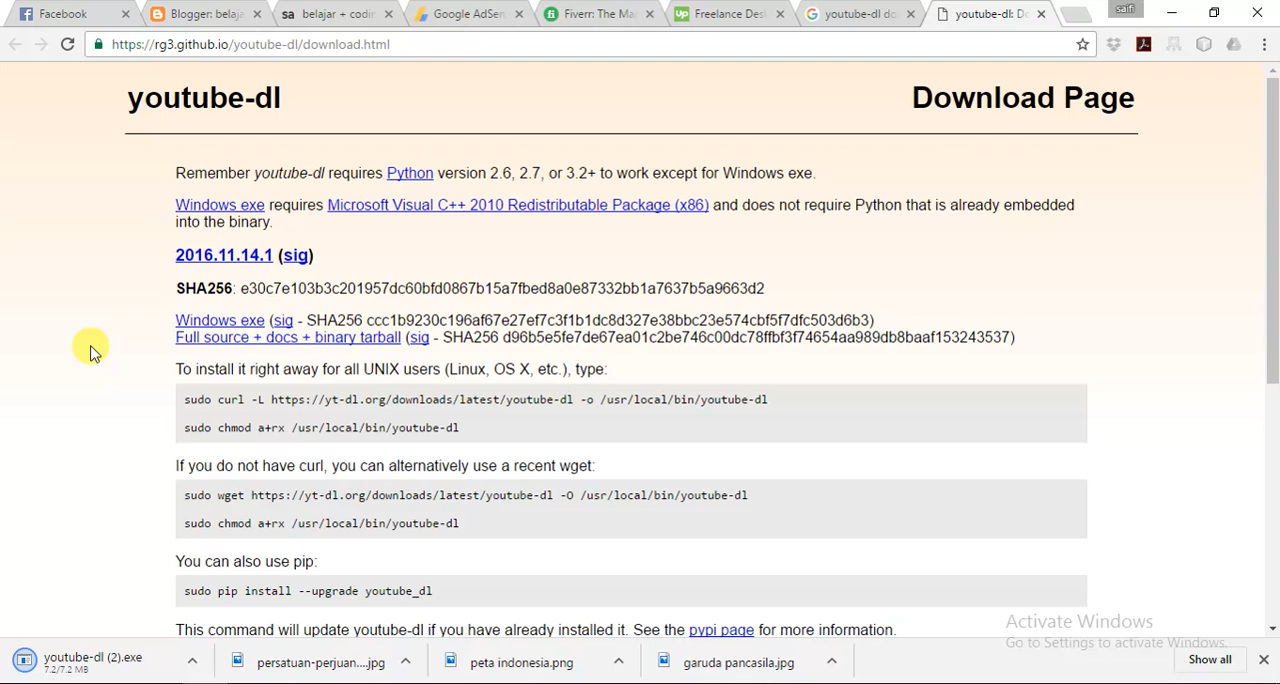 Facebook
Blogger: belaja
sa belajar + codin
Google AdSen
Fiverr: The Ma
Freelance Des
youtube-dl do
youtube-dl: Do
saifi
https://rg3.github.io/youtube-dl/download.html
youtube-dl
Download Page
Remember youtube-dl requires Python version 2.6, 2.7, or 3.2+ to work except for Windows exe.
Windows exe requires Microsoft Visual C++ 2010 Redistributable Package (x86) and does not require Python that is already embedded
into the binary.
2016.11.14.1 (sig)
SHA256: e30c7e103b3c201957dc60bfd0867b15a7fbed8a0e87332bb1a7637b5a9663d2
Windows exe (sig - SHA256 ccc1b9230c196af67e27ef7c3f1b1dc8d327e38bbc23e574cbf5f7dfc503d6b3)
Full source + docs + binary tarball (sig - SHA256 d96b5e5fe7de67ea01c2be746c00dc78ffbf3f74654aa989db8baaf153243537)
To install it right away for all UNIX users (Linux, OS X, etc.), type:
sudo curl -L https://yt-dl.org/downloads/latest/youtube-dl -o /usr/local/bin/youtube-dl
sudo chmod a+rx /usr/local/bin/youtube-dl
If you do not have curl, you can alternatively use a recent wget:
sudo wget https://yt-dl.org/downloads/latest/youtube-dl -O /usr/local/bin/youtube-dl
sudo chmod a+rx /usr/local/bin/youtube-dl
You can also use pip:
sudo pip install --upgrade youtube_dl
This command will update youtube-dl if you have already installed it. See the pypi page for more information.
Activate Windows
Go to Settings to activate Windows.
youtube-dl (2).exe
7.2/7.2 MB
persatuan-perjuan....jpg
peta indonesia.png
garuda pancasila.jpg
Show all